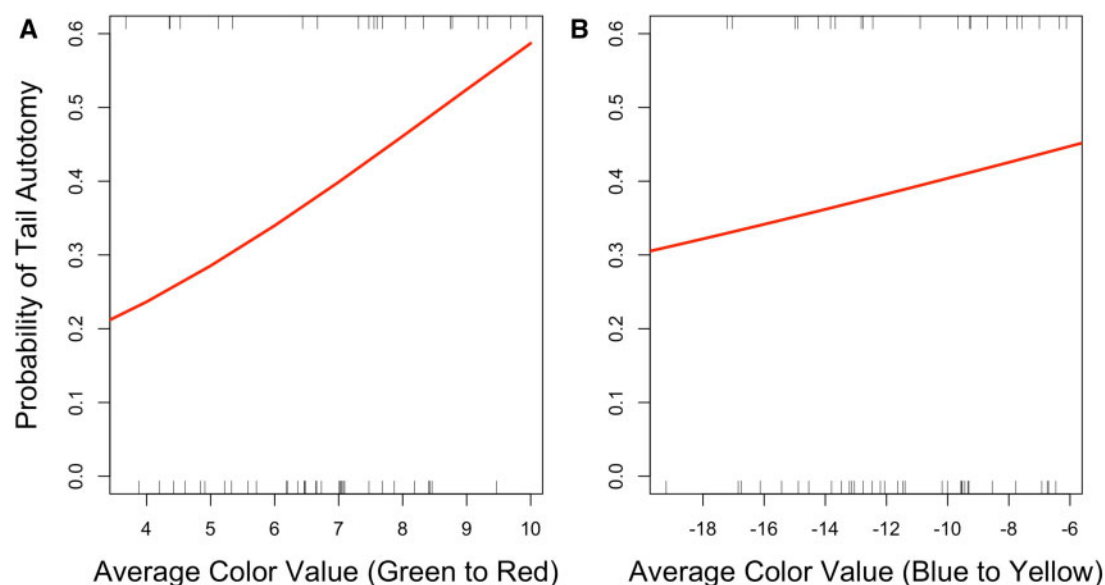 A
B
Probability of Tail Autotomy
0.6
0.5
0.4
0.3
0.2
0.1
0.0
4 5 6 7 8 9 10
Average Color Value (Green to Red)
0.6
0.5
0.4
0.3
0.2
0.1
0.0
-18 -16 -14 -12 -10 -8 -6
Average Color Value (Blue to Yellow)